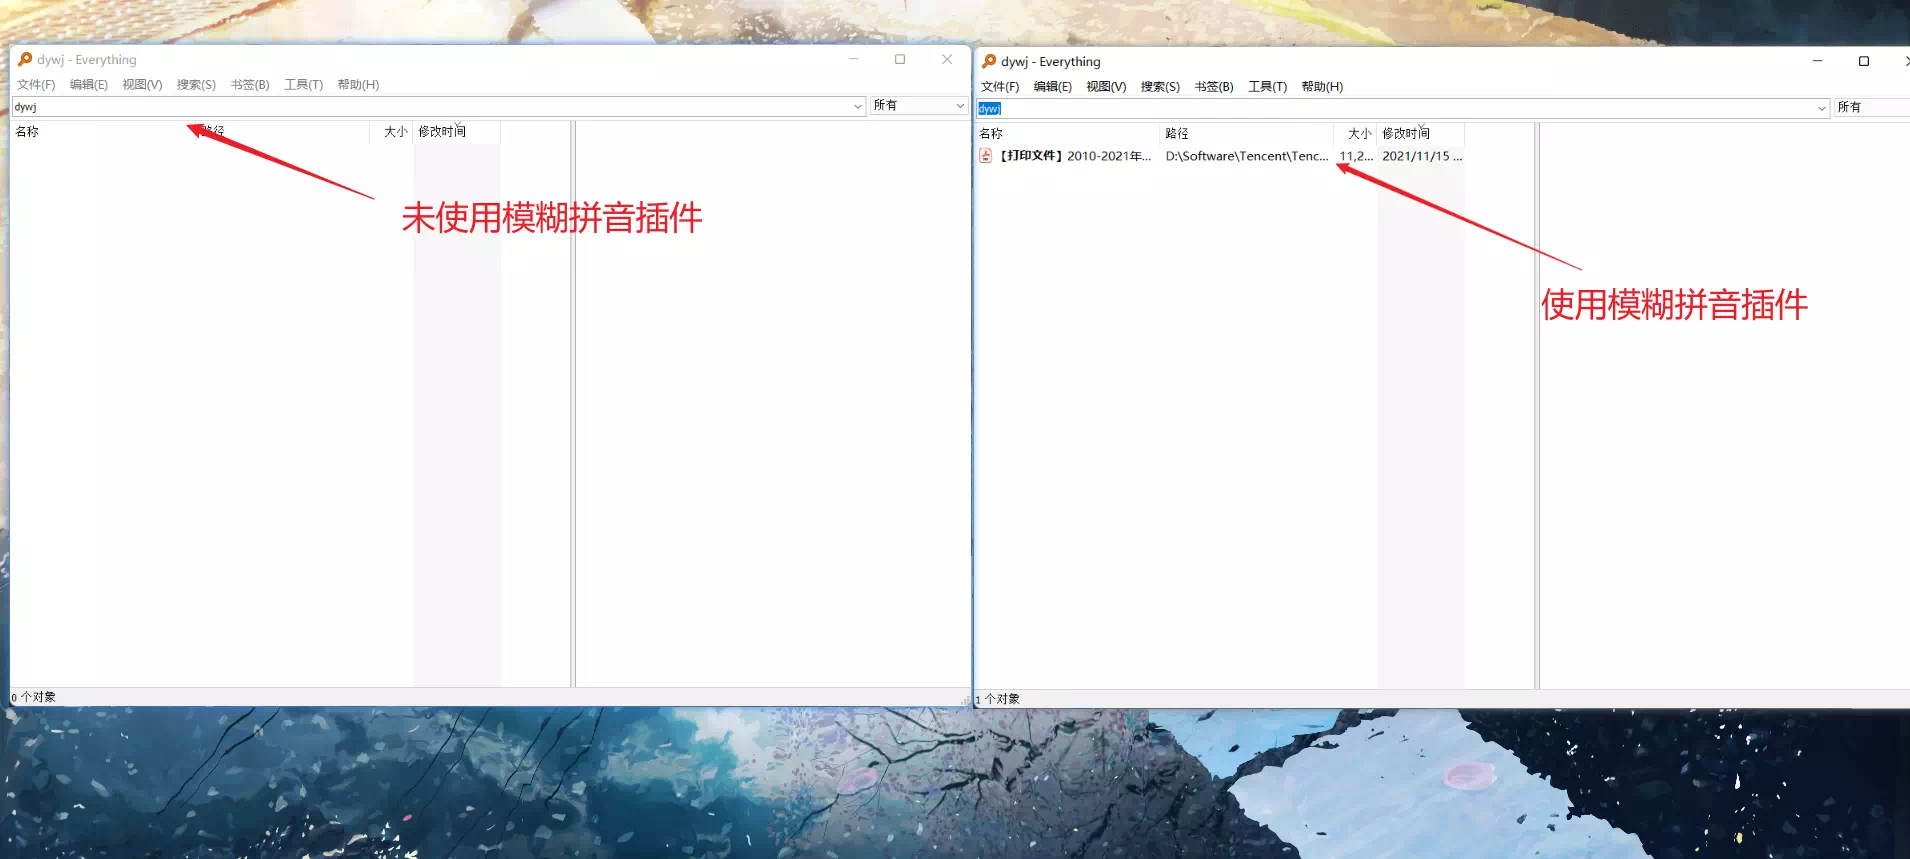 dywj - Everything
文件(F) 编辑(E) 视图(V) 搜索(S) 书签(B) 工具(T) 帮助(H)
dywj 所有
名称 路径 大小 修改时间
未使用模糊拼音插件
0 个对象
dywj - Everything
文件(F) 编辑(E) 视图(V) 搜索(S) 书签(B) 工具(T) 帮助(H)
dywj 所有
名称 路径 大小 修改时间
【打印文件】2010-2021年... D:\Software\Tencent\Tenc... 11,2... 2021/11/15 ...
使用模糊拼音插件
1 个对象